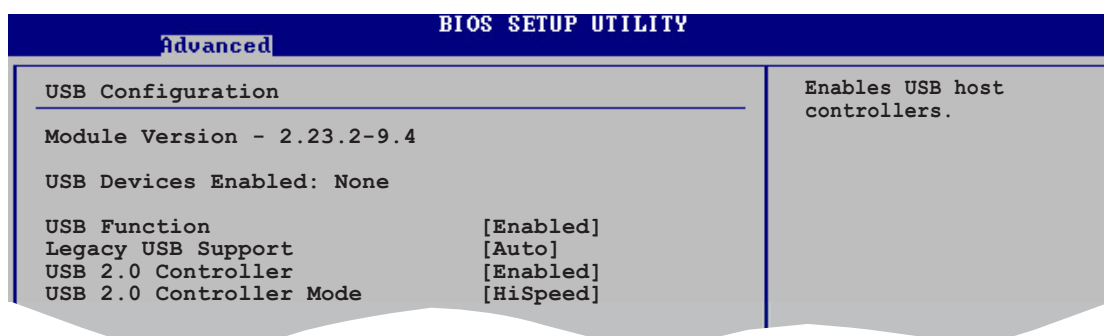 BIOS SETUP UTILITY
Advanced
USB Configuration
Module Version - 2.23.2-9.4
USB Devices Enabled: None
USB Function [Enabled]
Legacy USB Support [Auto]
USB 2.0 Controller [Enabled]
USB 2.0 Controller Mode [HiSpeed]
Enables USB host
controllers.